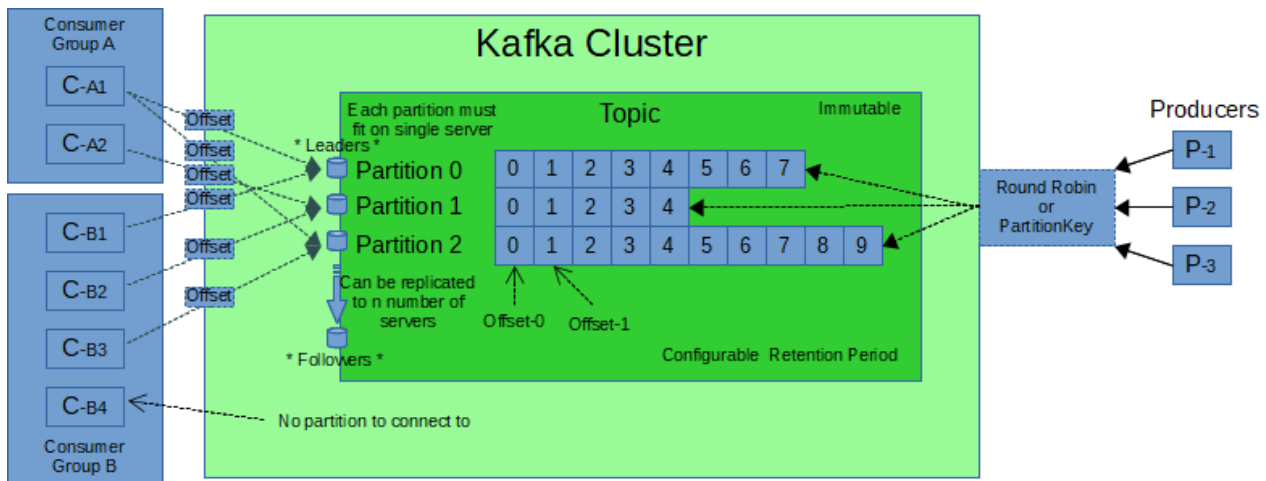 Consumer
Group A
C-A1
C-A2
C-B1
C-B2
C-B3
C-B4
Consumer
Group B
Offset
Offset
Offset
Offset
Offset
Offset
Kafka Cluster
Each partition must
fit on single server
Topic
Immutable
* Leaders *
Partition 0
0 1 2 3 4 5 6 7
Partition 1
0 1 2 3 4
Partition 2
0 1 2 3 4 5 6 7 8 9
Can be replicated
to n number of
servers
Offset-0
Offset-1
* Followers *
Configurable Retention Period
No partition to connect to
Round Robin
or
PartitionKey
Producers
P-1
P-2
P-3